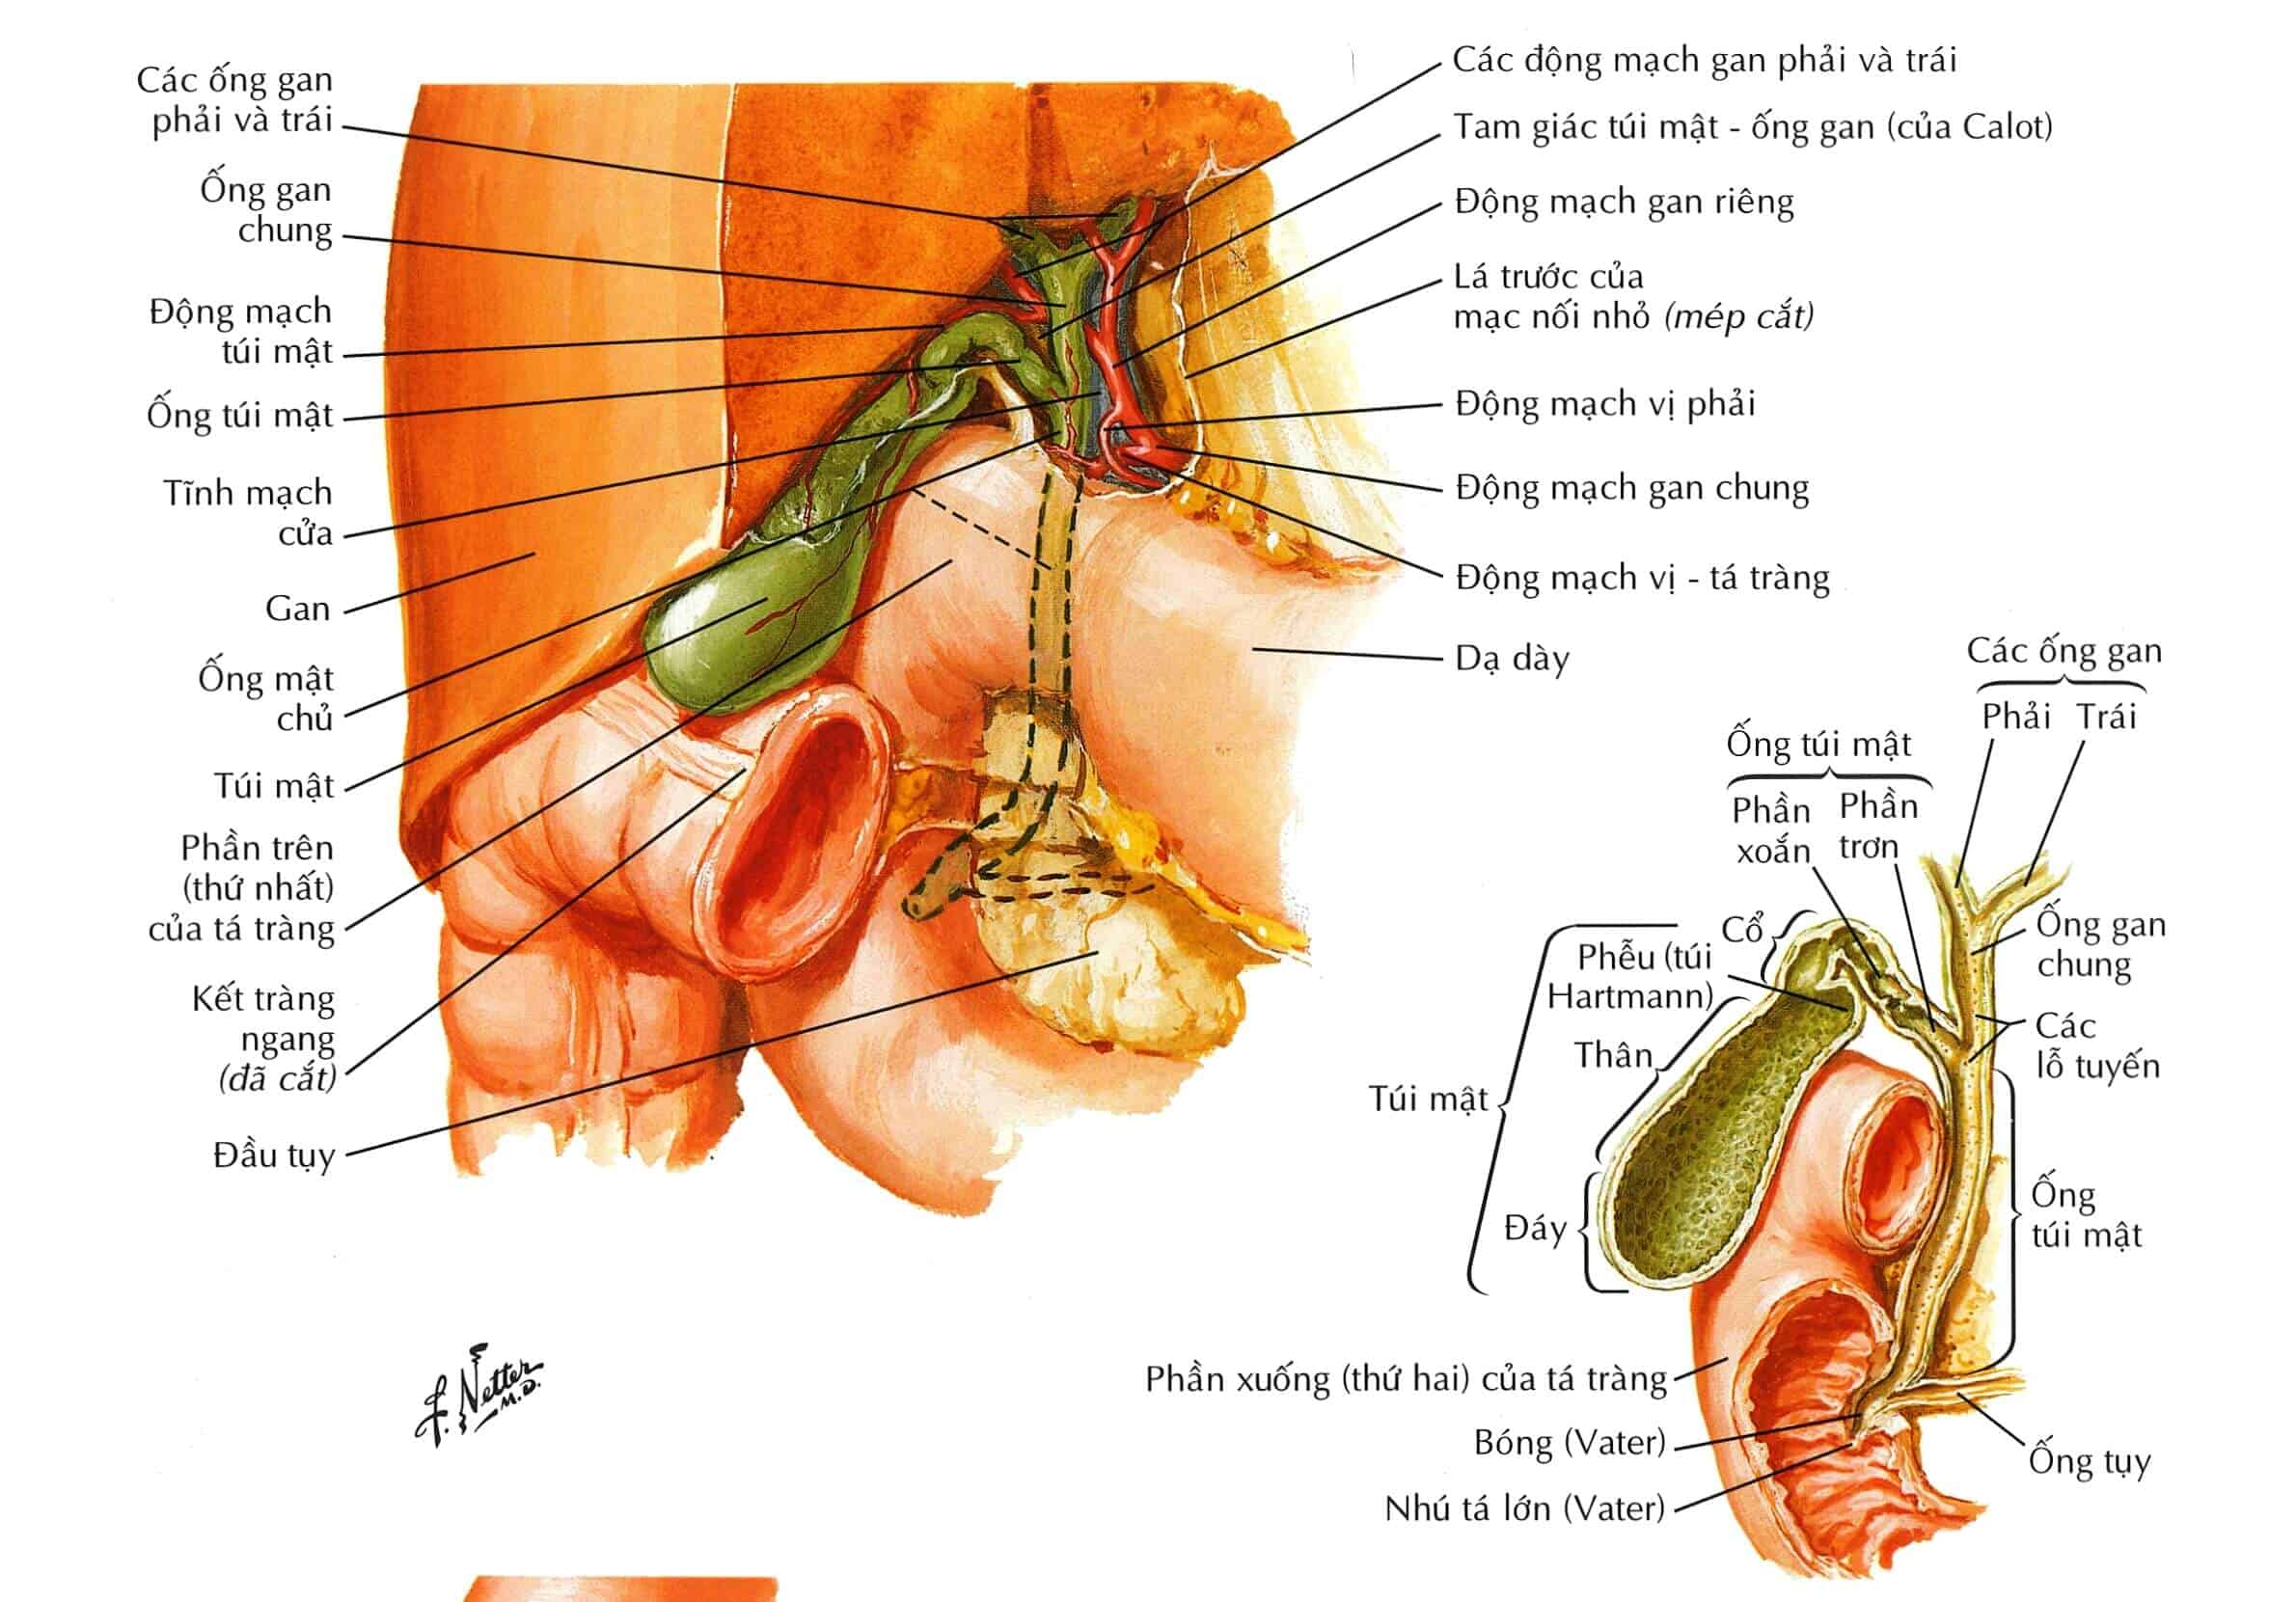 Các ống gan
phải và trái
Ống gan
chung
Động mạch
túi mật
Ống túi mật
Tĩnh mạch
cửa
Gan
Ống mật
chủ
Túi mật
Phần trên
(thứ nhất)
của tá tràng
Kết tràng
ngang
(đã cắt)
Đầu tụy
Các động mạch gan phải và trái
Tam giác túi mật - ống gan (của Calot)
Động mạch gan riêng
Lá trước của
mạc nối nhỏ (mép cắt)
Động mạch vị phải
Động mạch gan chung
Động mạch vị - tá tràng
Dạ dày
Các ống gan
Phải Trái
Ống túi mật
Phần xoắn
Phần trơn
Cổ
Phễu (túi
Hartmann)
Thân
Túi mật
Đáy
Ống gan
chung
Các
lỗ tuyến
Ống
túi mật
Phần xuống (thứ hai) của tá tràng
Bóng (Vater)
Nhú tá lớn (Vater)
Ống tụy
F. Netter
M.D.